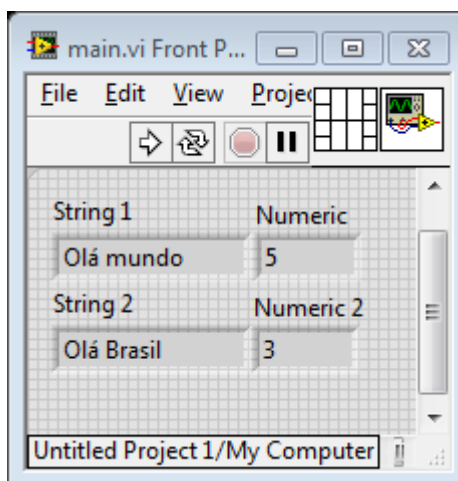 main.vi Front P...
File Edit View Projec
String 1 Numeric
Olá mundo 5
String 2 Numeric 2
Olá Brasil 3
Untitled Project 1/My Computer